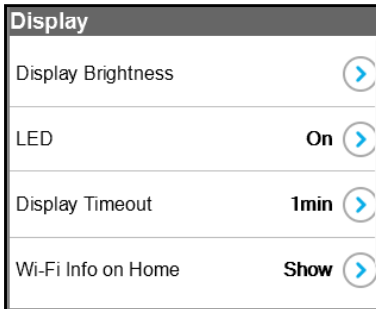 Display
Display Brightness
LED On
Display Timeout 1min
Wi-Fi Info on Home Show